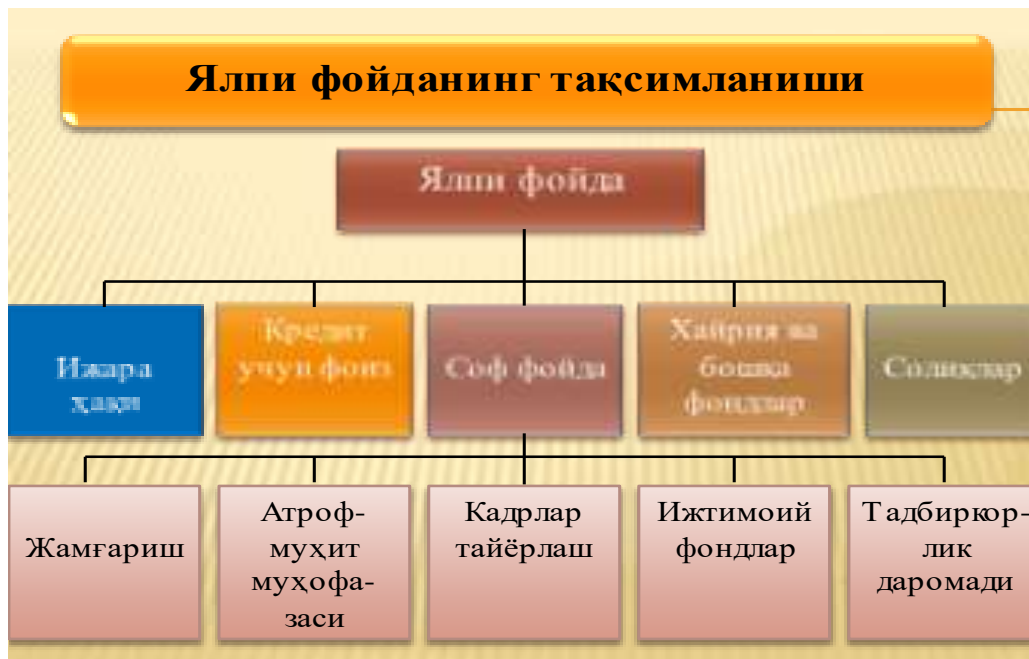 Ялпи фойданинг тақсимланиши
Ялпи фойда
Ижара
ҳақи
Кредит
учун фоиз
Соф фойда
Хайрия ва
бошқа
фондлар
Солиқлар
Жамғариш
Атроф-
муҳит
муҳофа-
заси
Кадрлар
тайёрлаш
Ижтимоий
фондлар
Тадбиркор-
лик
даромади